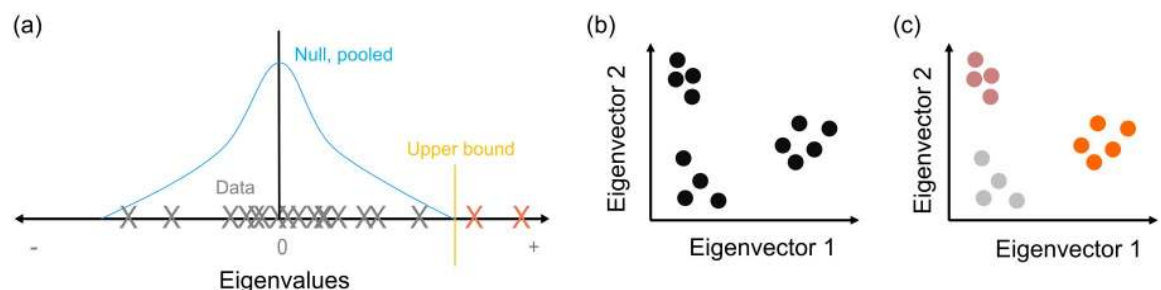 (a)
Null, pooled
Upper bound
Data
- 0 +
Eigenvalues
(b)
Eigenvector 2
Eigenvector 1
(c)
Eigenvector 2
Eigenvector 1